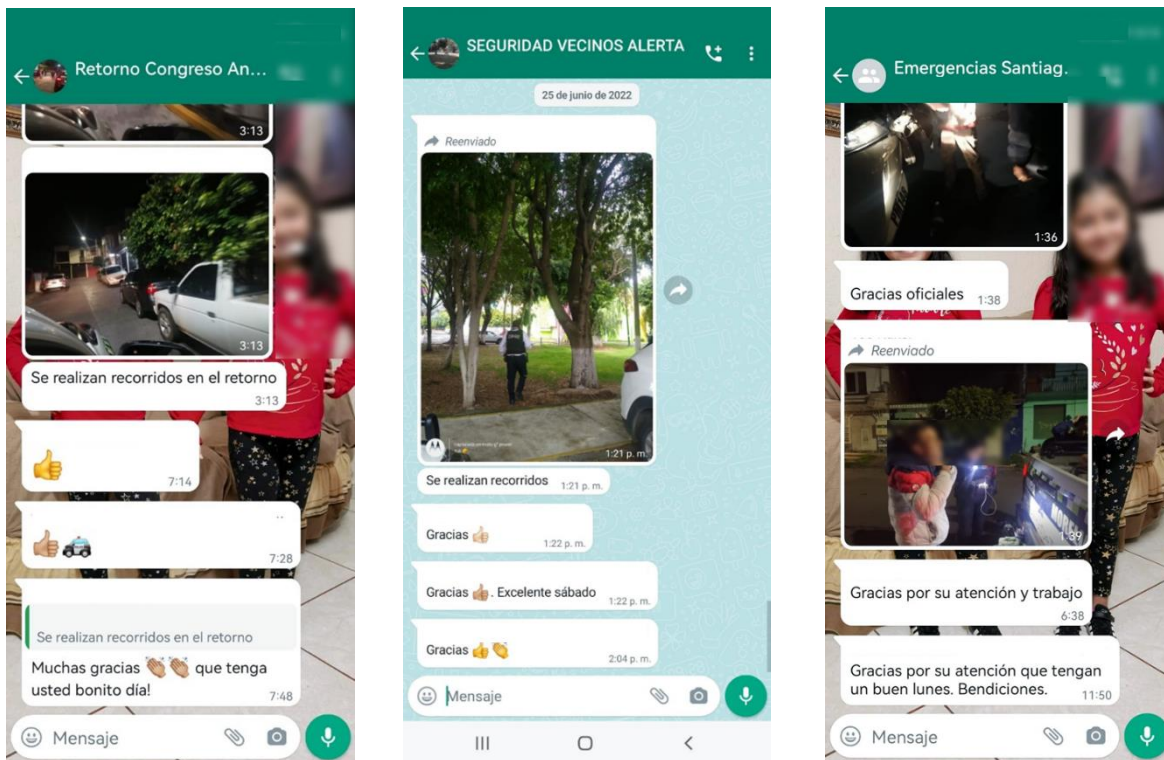 Retorno Congreso An...
3:13
3:13
Se realizan recorridos en el retorno
3:13
7:14
7:28
Se realizan recorridos en el retorno
Muchas gracias 👏🏼👏🏼 que tenga
usted bonito día!
7:48
Mensaje
SEGURIDAD VECINOS ALERTA
25 de junio de 2022
Reenviado
1:21 p. m.
Se realizan recorridos
1:21 p. m.
Gracias 👍🏼
1:22 p. m.
Gracias 👍🏼. Excelente sábado
1:22 p. m.
Gracias 👍👏🏼
2:04 p. m.
Mensaje
Emergencias Santiag.
1:36
Gracias oficiales
1:38
Reenviado
1:39
Gracias por su atención y trabajo
6:38
Gracias por su atención que tengan
un buen lunes. Bendiciones.
11:50
Mensaje